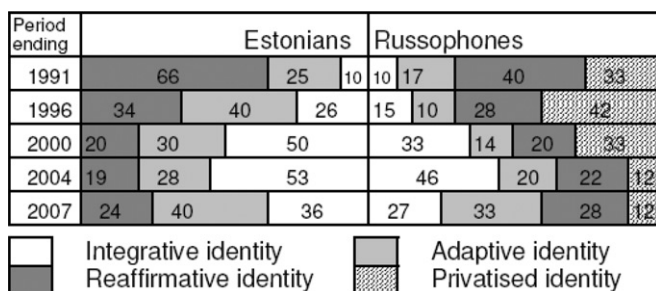 Period ending Estonians Russophones
1991 66 25 10 10 17 40 33
1996 34 40 26 15 10 28 42
2000 20 30 50 33 14 20 33
2004 19 28 53 46 20 22 12
2007 24 40 36 27 33 28 12
Integrative identity Adaptive identity
Reaffirmative identity Privatised identity